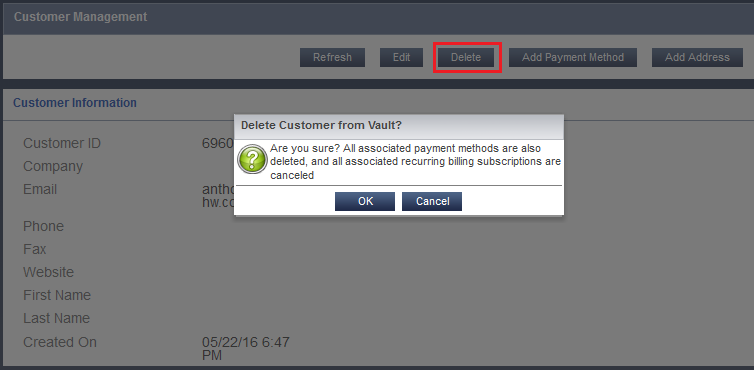 Customer Management
Refresh Edit Delete Add Payment Method Add Address
Customer Information
Delete Customer from Vault?
Are you sure? All associated payment methods are also
deleted, and all associated recurring billing subscriptions are
canceled
OK Cancel
Customer ID
Company
Email
hw.co
Phone
Fax
Website
First Name
Last Name
Created On 05/22/16 6:47
PM